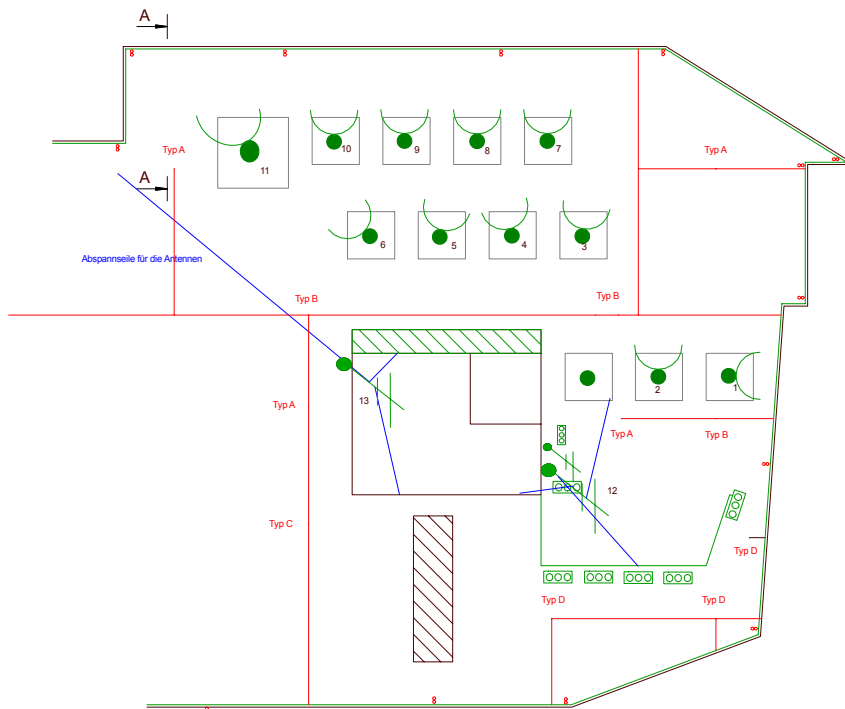 A
Typ A
Typ A
10
9
8
7
11
A
6
5
4
3
Abspannseile für die Antennen
Typ B
Typ B
2
1
13
Typ A
Typ A
Typ B
12
Typ C
Typ D
Typ D
Typ D